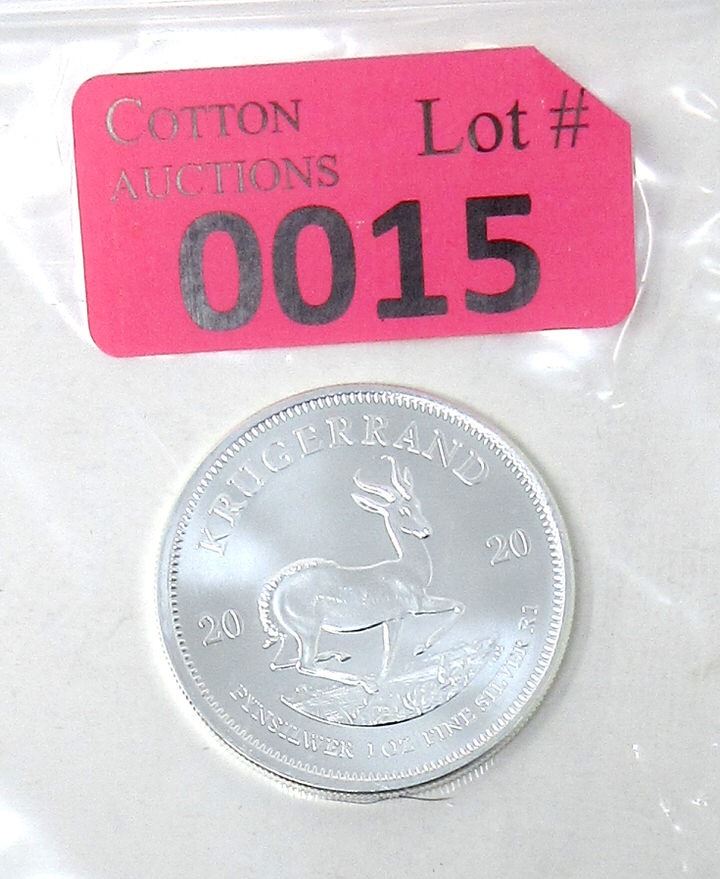 COTTON
AUCTIONS
Lot #
0015
KRUGERRAND
20 20
FYNSILWER 1 OZ FINE SILVER R1